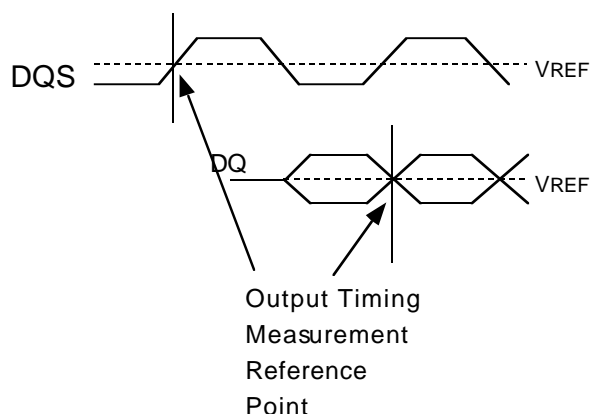 DQS
VREF
DQ
VREF
Output Timing
Measurement
Reference
Point